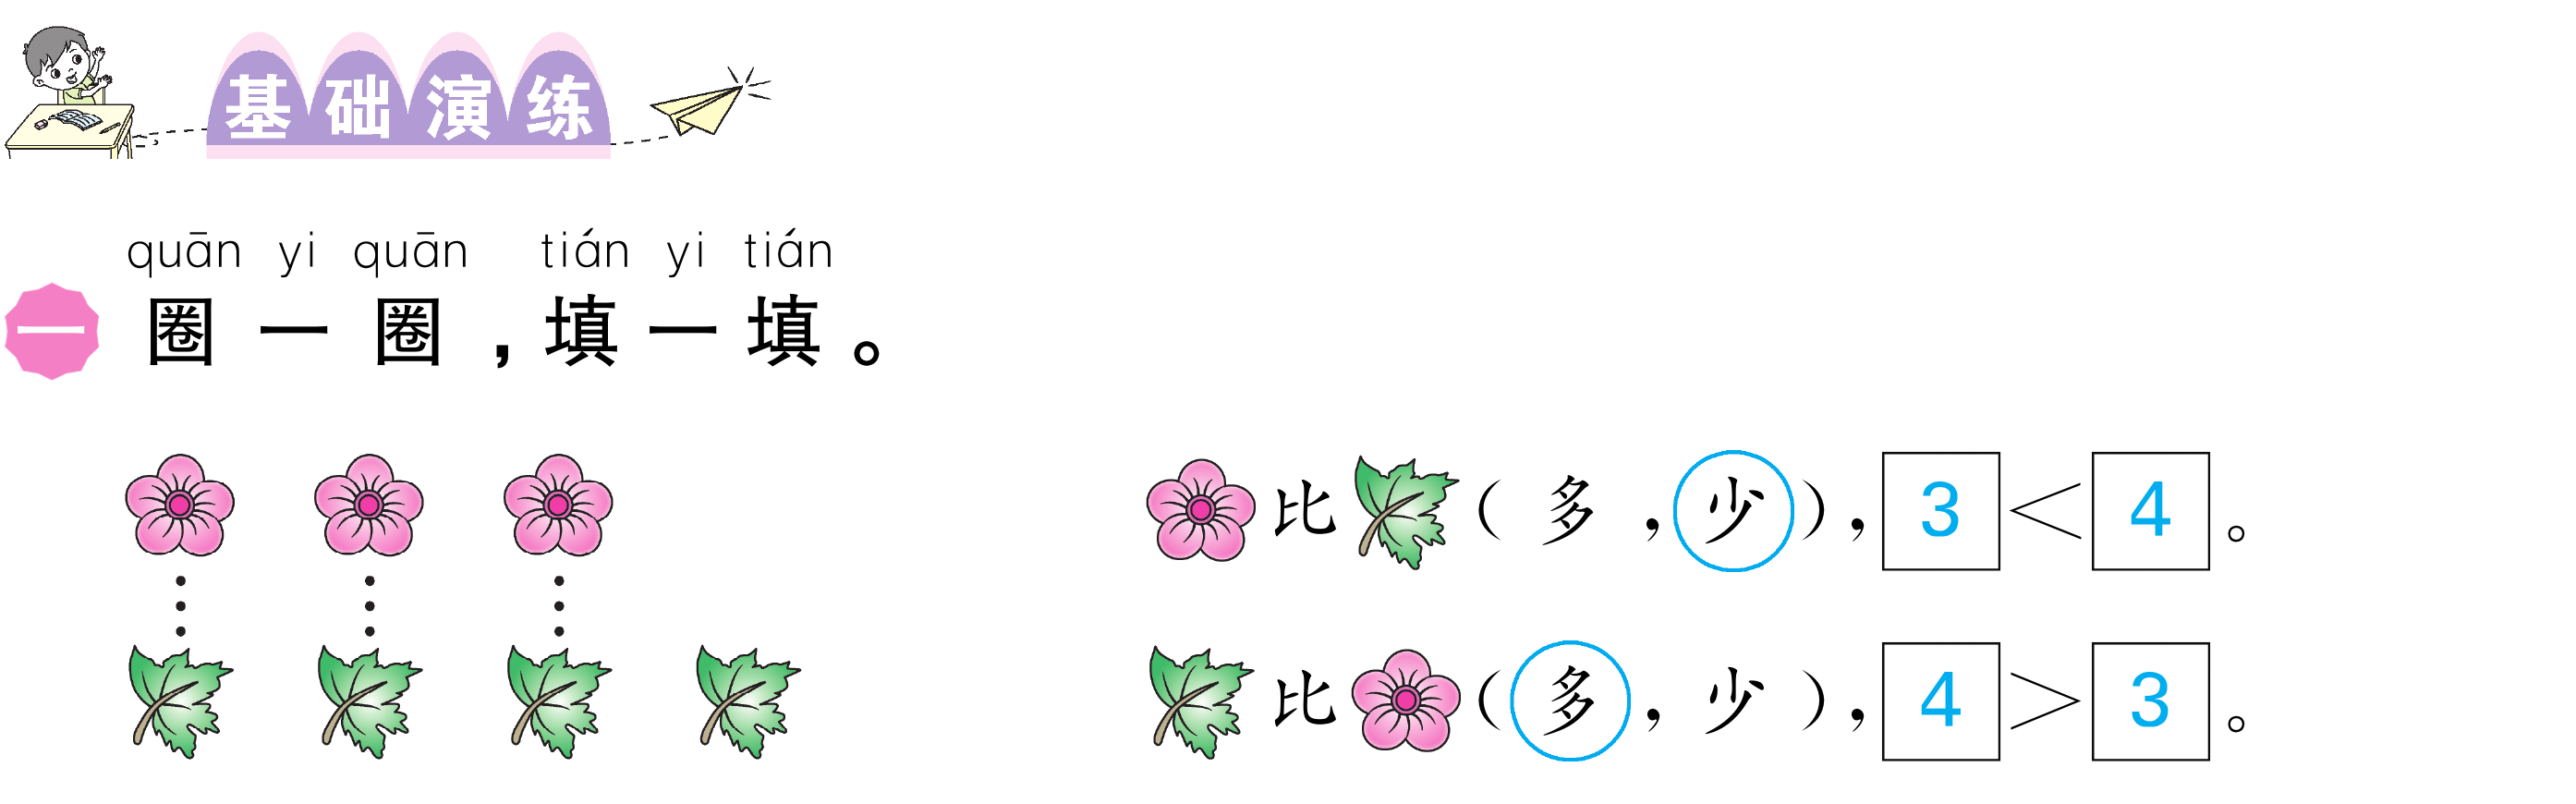 基础演练
quān yi quān tián yi tián
一 圈一圈,填一填。
比(多,少),3<4。
比(多,少),4>3。